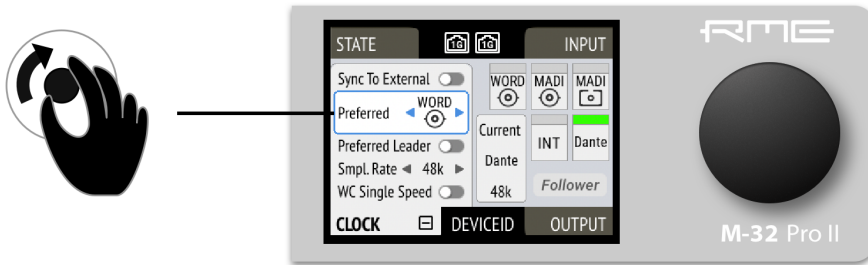 STATE
1G 1G
INPUT
RME
Sync To External
Preferred ◀ WORD ▶
Preferred Leader
Smpl. Rate ◀ 48k ▶
WC Single Speed
WORD
MADI
MADI
Current
Dante
48k
INT
Dante
Follower
CLOCK
DEVICEID
OUTPUT
M-32 Pro II